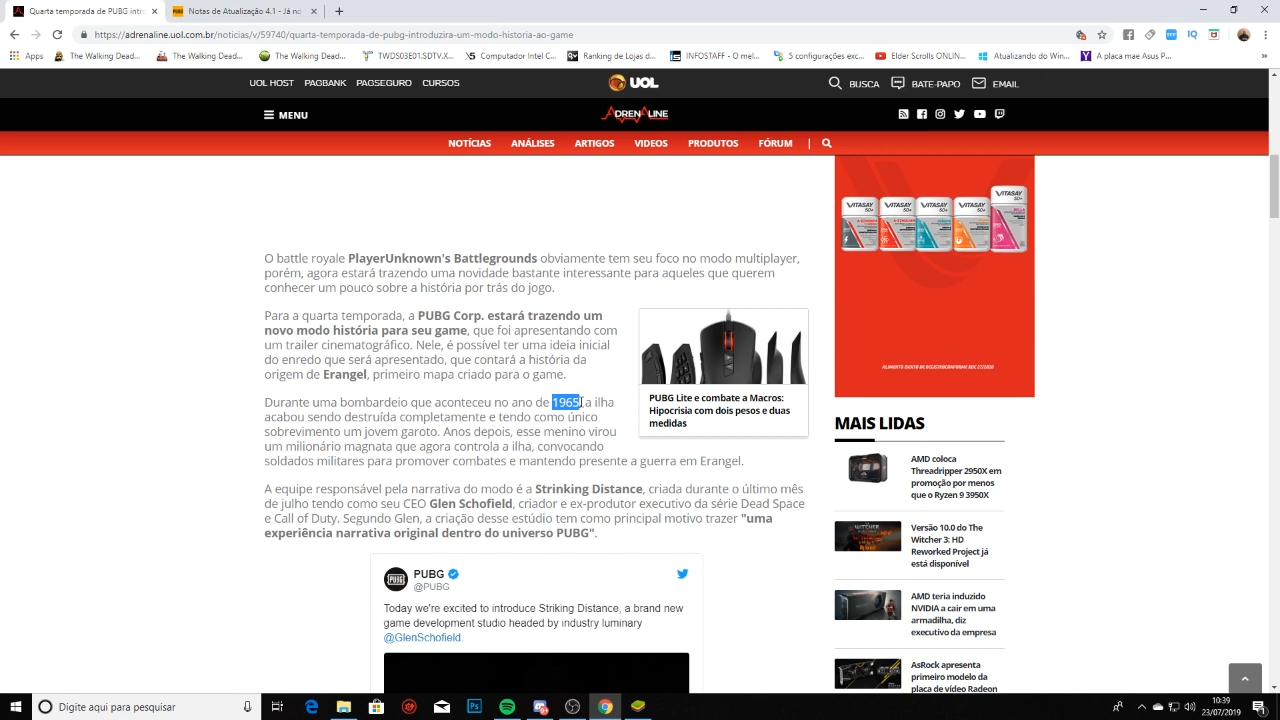 Quarta temporada de PUBG intro
Notas de Atualização 4.1 - Já no
https://adrenaline.uol.com.br/noticias/v/59740/quarta-temporada-de-pubg-introduzira-um-modo-historia-ao-game
Apps
The Walking Dead...
The Walking Dead...
The Walking Dead...
TWDS03E01.SDTV.X...
Computador Intel C...
Ranking de Lojas d...
INFOSTAFF - O mel...
5 configurações exc...
Elder Scrolls ONLIN...
Atualizando do Win...
A placa mae Asus P...
UOL HOST PAGBANK PAGSEGURO CURSOS
UOL
BUSCA BATE-PAPO EMAIL
MENU
ADRENALINE
NOTÍCIAS ANÁLISES ARTIGOS VIDEOS PRODUTOS FÓRUM
O battle royale PlayerUnknown's Battlegrounds obviamente tem seu foco no modo multiplayer,
porém, agora estará trazendo uma novidade bastante interessante para aqueles que querem
conhecer um pouco sobre a história por trás do jogo.
Para a quarta temporada, a PUBG Corp. estará trazendo um
novo modo história para seu game, que foi apresentando com
um trailer cinematográfico. Nele, é possível ter uma ideia inicial
do enredo que será apresentado, que contará a história da
origem de Erangel, primeiro mapa criado para o game.
Durante uma bombardeio que aconteceu no ano de 1965 a ilha
acabou sendo destruída completamente e tendo como único
sobrevimento um jovem garoto. Anos depois, esse menino virou
um milionário magnata que agora controla a ilha, convocando
soldados militares para promover combates e mantendo presente a guerra em Erangel.
PUBG Lite e combate a Macros:
Hipocrisia com dois pesos e duas
medidas
A equipe responsável pela narrativa do modo é a Strinking Distance, criada durante o último mês
de julho tendo como seu CEO Glen Schofield, criador e ex-produtor executivo da série Dead Space
e Call of Duty. Segundo Glen, a criação desse estúdio tem como principal motivo trazer "uma
experiência narrativa original dentro do universo PUBG".
PUBG
@PUBG
Today we're excited to introduce Striking Distance, a brand new
game development studio headed by industry luminary
@GlenSchofield.
VITASAY 50+
VITASAY 50+
VITASAY 50+
VITASAY 50+
VITASAY 50+
MAIS LIDAS
AMD coloca
Threadripper 2950X em
promoção por menos
que o Ryzen 9 3950X
Versão 10.0 do The
Witcher 3: HD
Reworked Project já
está disponível
AMD teria induzido
NVIDIA a cair em uma
armadilha, diz
executivo da empresa
AsRock apresenta
primeiro modelo da
placa de vídeo Radeon
Digite aqui para pesquisar
10:39
23/07/2019